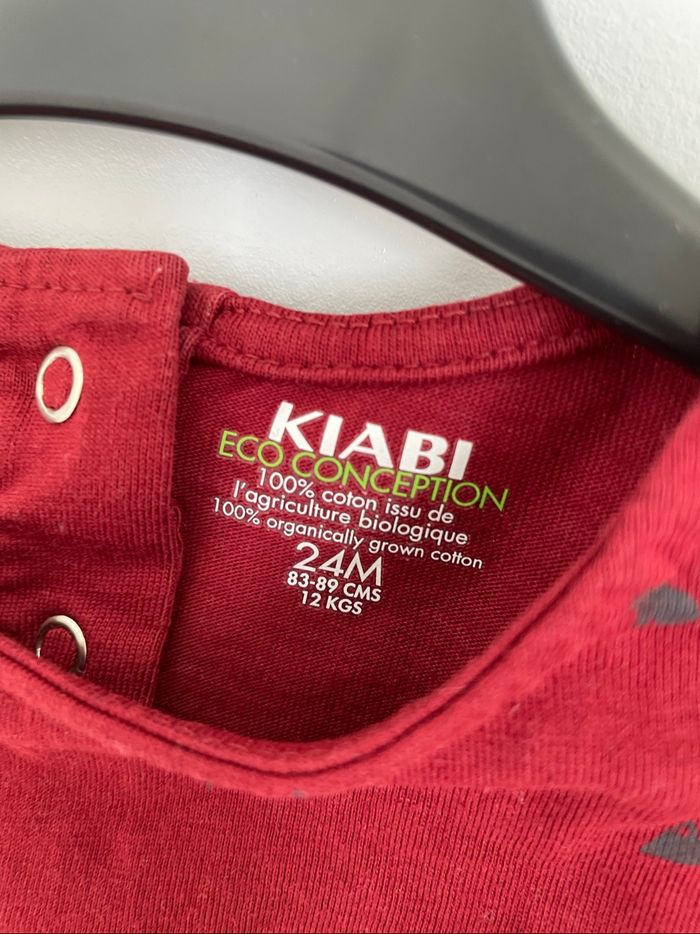 KIABI
ECO CONCEPTION
100% coton issu de
l'agriculture biologique
100% organically grown cotton
24M
83-89 CMS
12 KGS